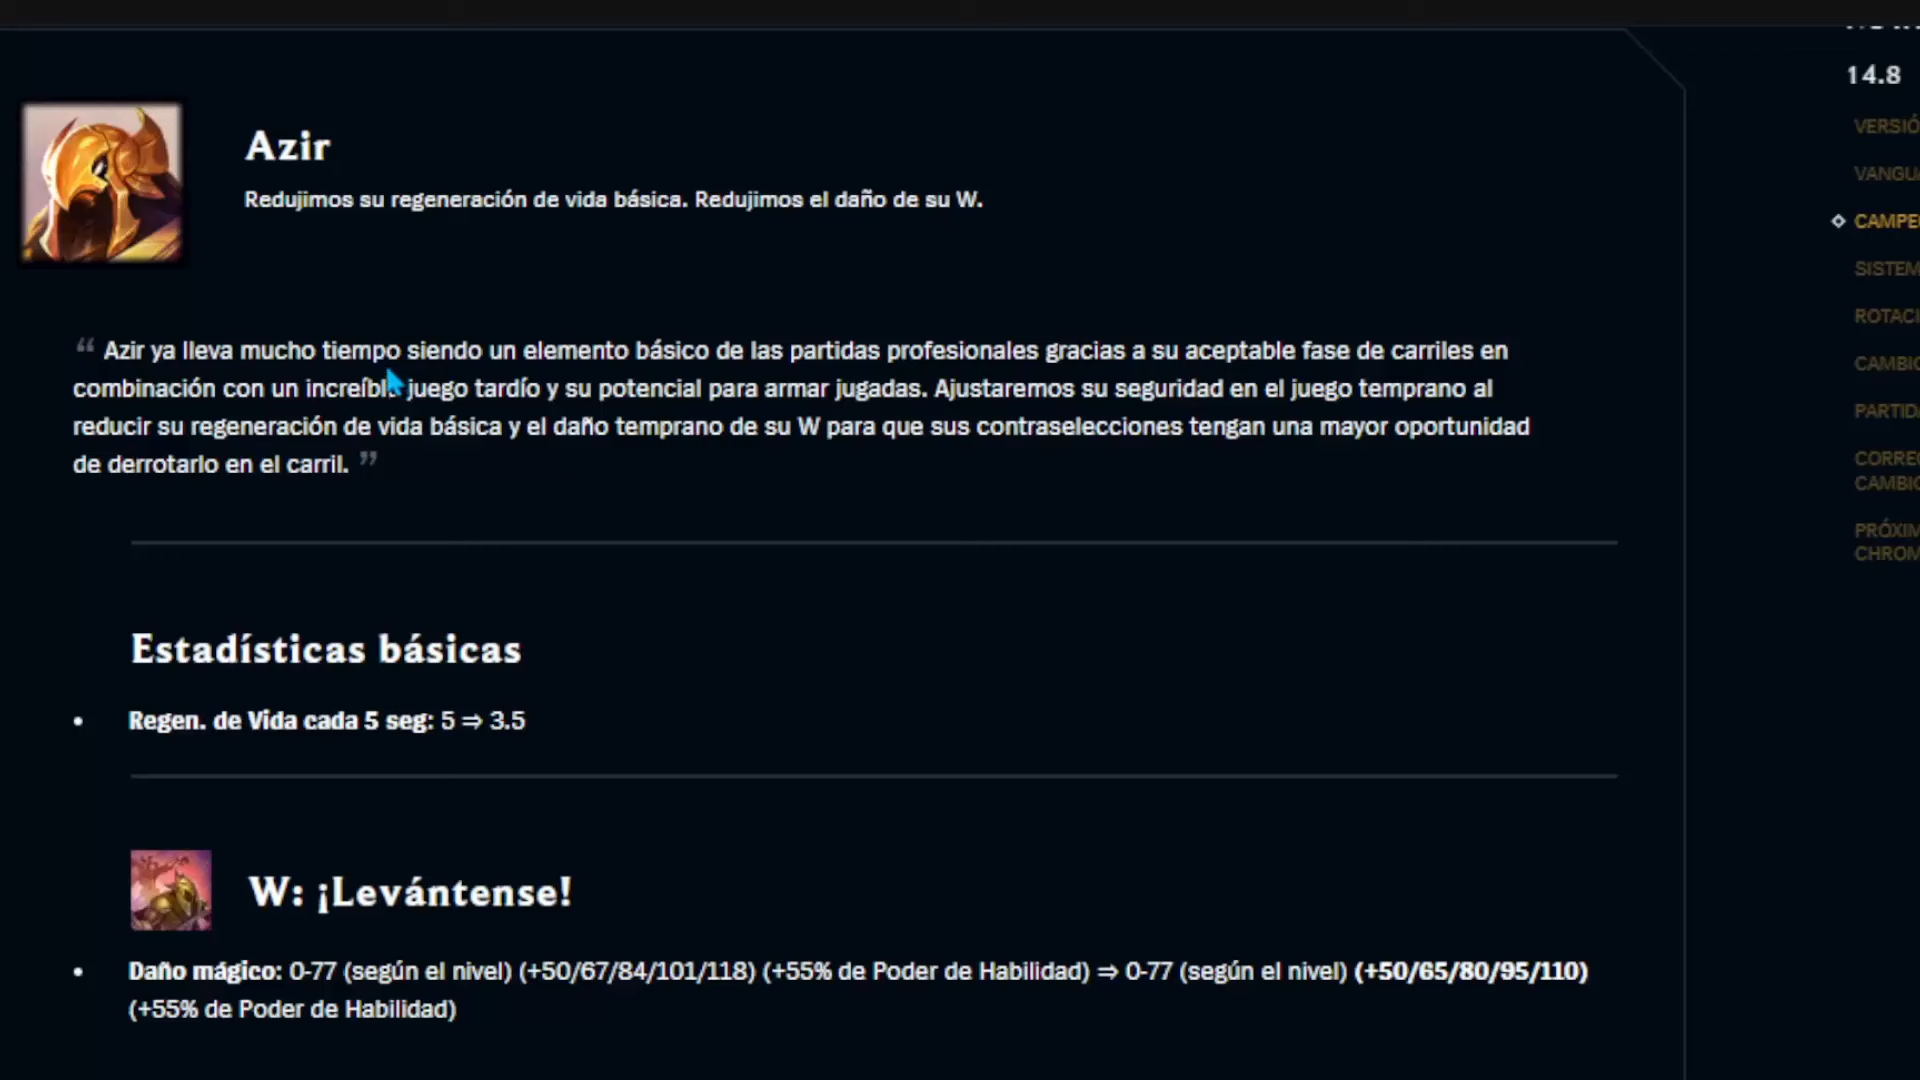 14.8
Azir
VERSIÓ
Redujimos su regeneración de vida básica. Redujimos el daño de su W.
VANGUA
CAMPE
SISTEM
ROTACI
“ Azir ya lleva mucho tiempo siendo un elemento básico de las partidas profesionales gracias a su aceptable fase de carriles en
combinación con un increíble juego tardío y su potencial para armar jugadas. Ajustaremos su seguridad en el juego temprano al
reducir su regeneración de vida básica y el daño temprano de su W para que sus contraselecciones tengan una mayor oportunidad
de derrotarlo en el carril. ”
CAMBIO
PARTIDA
CORREC
CAMBIO
PRÓXIM
CHROM
Estadísticas básicas
• Regen. de Vida cada 5 seg: 5 ⇒ 3.5
W: ¡Levántense!
• Daño mágico: 0-77 (según el nivel) (+50/67/84/101/118) (+55% de Poder de Habilidad) ⇒ 0-77 (según el nivel) (+50/65/80/95/110)
(+55% de Poder de Habilidad)